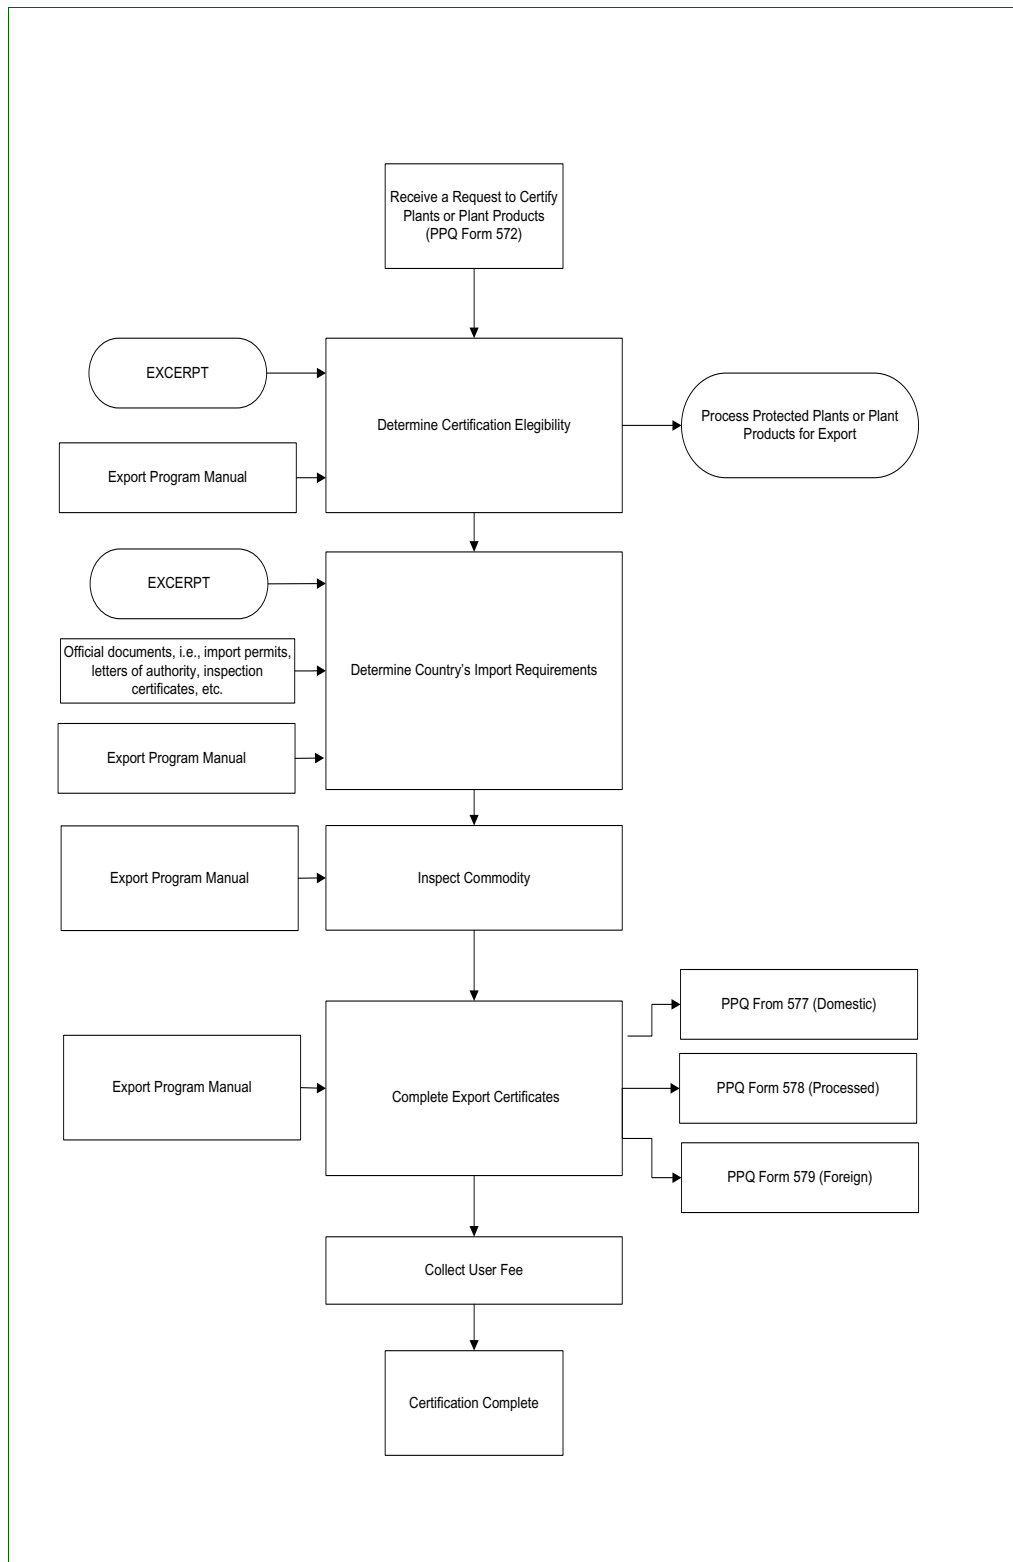 Receive a Request to Certify
Plants or Plant Products
(PPQ Form 572)
EXCERPT
Determine Certification Elegibility
Process Protected Plants or Plant
Products for Export
Export Program Manual
EXCERPT
Official documents, i.e., import permits,
letters of authority, inspection
certificates, etc.
Determine Country's Import Requirements
Export Program Manual
Export Program Manual
Inspect Commodity
PPQ From 577 (Domestic)
Export Program Manual
Complete Export Certificates
PPQ Form 578 (Processed)
PPQ Form 579 (Foreign)
Collect User Fee
Certification Complete